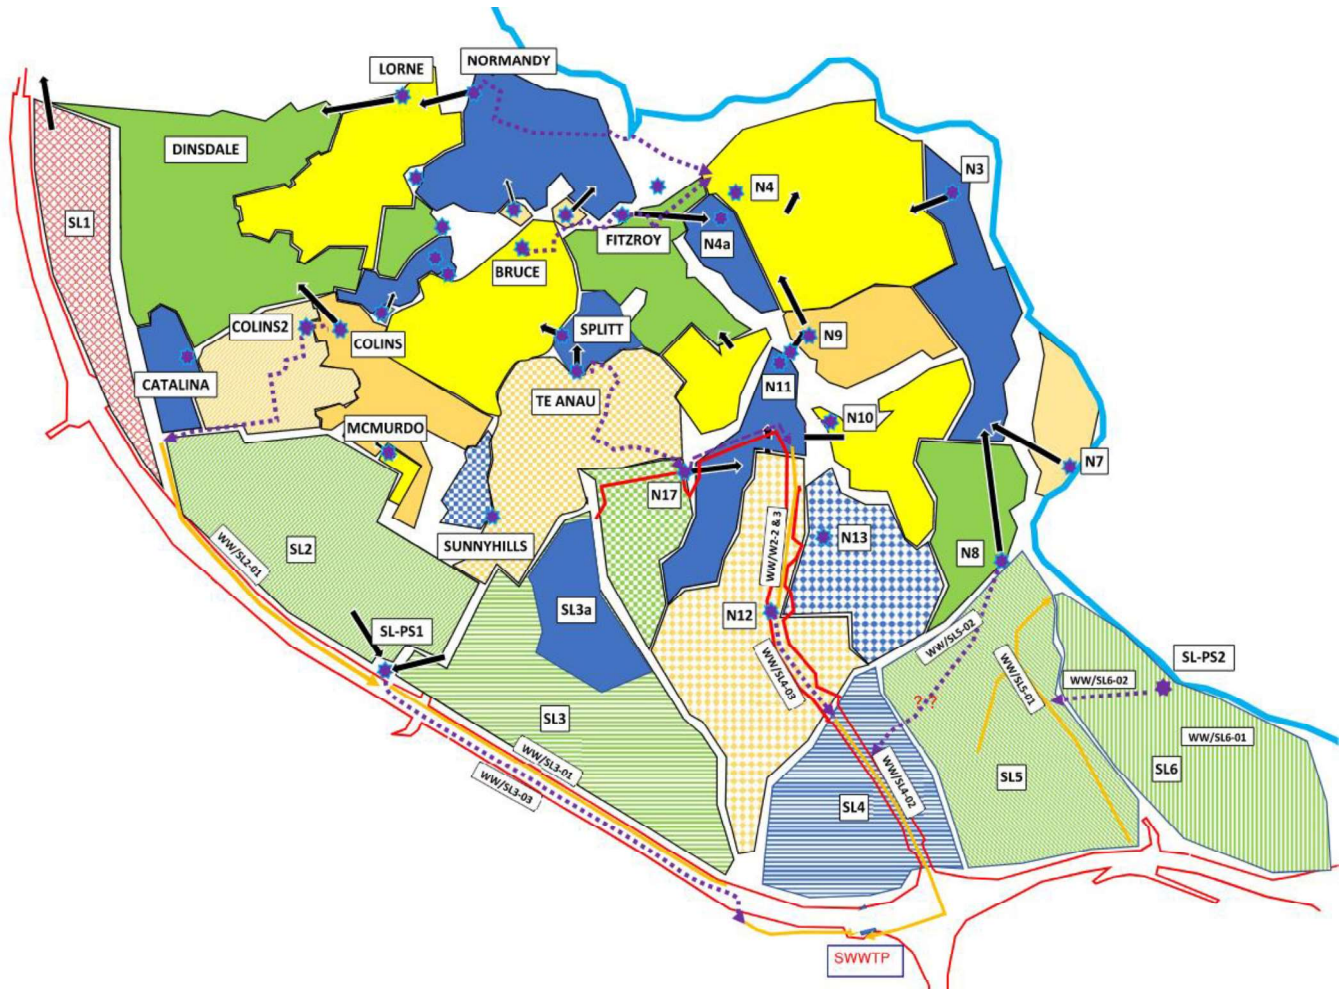 NORMANDY
LORNE
DINSDALE
N3
N4
SL1
N4a
FITZROY
BRUCE
COLINS2
SPLITT
N9
COLINS
N11
CATALINA
TE ANAU
N10
MCMURDO
N7
N17
WW/W2-2 & 3
N13
SUNNYHILLS
SL2
WW/SL2-01
N8
SL3a
N12
SL-PS1
WW/SL5-02
SL-PS2
WW/SL4-03
WW/SL5-01
WW/SL6-02
? ?
SL3
WW/SL6-01
WW/SL3-01
WW/SL3-03
SL6
SL5
WW/SL4-02
SL4
SWWTP